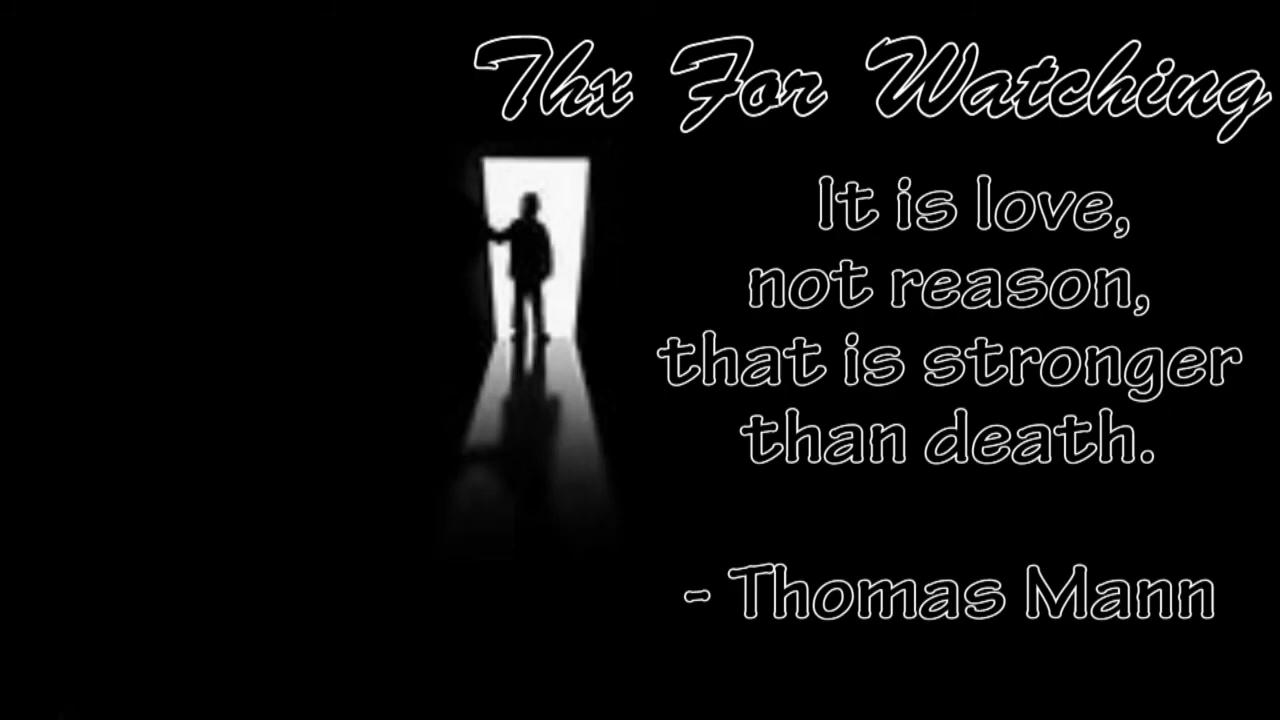 Thx For Watching
It is love,
not reason,
that is stronger
than death.
- Thomas Mann